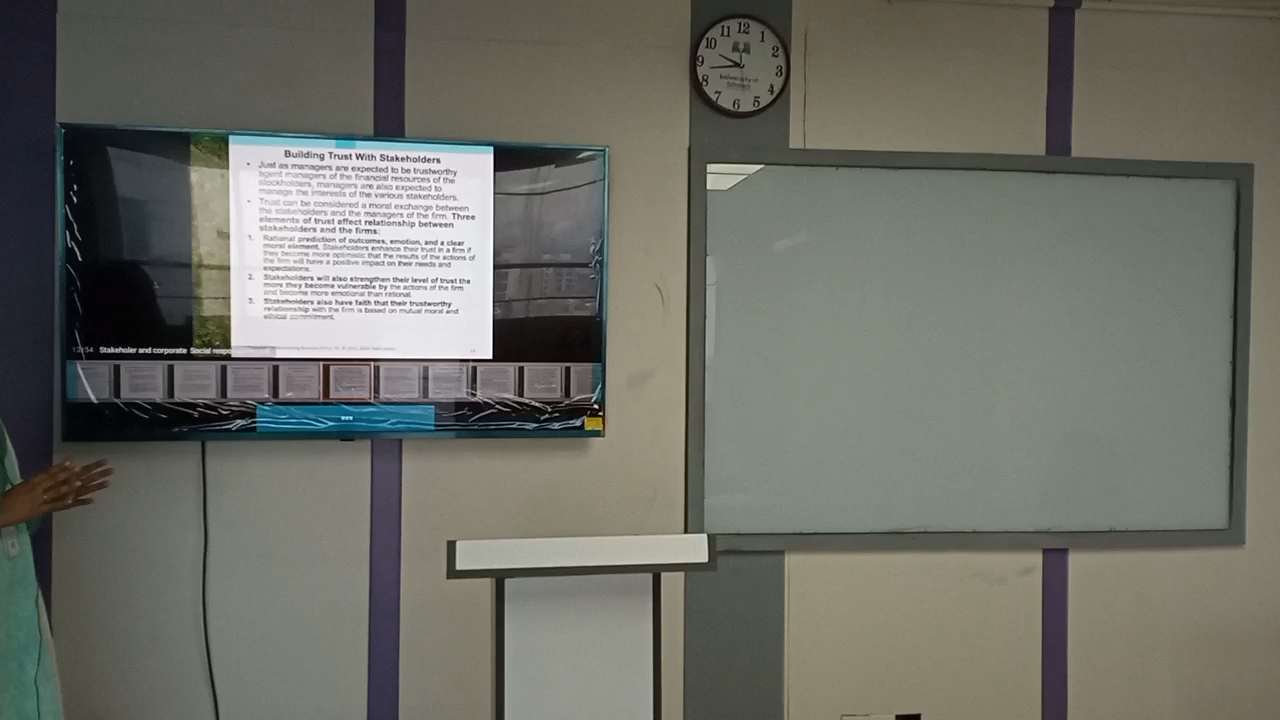 Building Trust With Stakeholders
• Just as managers are expected to be trustworthy
agent managers of the financial resources of the
stockholders, managers are also expected to
manage the interests of the various stakeholders.
• Trust can be considered a moral exchange between
the stakeholders and the managers of the firm. Three
elements of trust affect relationship between
stakeholders and the firms:
1. Rational prediction of outcomes, emotion, and a clear
moral element. Stakeholders enhance their trust in a firm if
they become more optimistic that the results of the actions of
the firm will have a positive impact on their needs and
expectations.
2. Stakeholders will also strengthen their level of trust the
more they become vulnerable by the actions of the firm
and become more emotional than rational.
3. Stakeholders also have faith that their trustworthy
relationship with the firm is based on mutual moral and
ethical commitment.
Stakeholer and corporate Social respo
12
1
2
3
4
5
6
7
8
9
10
11
University of
Scholars